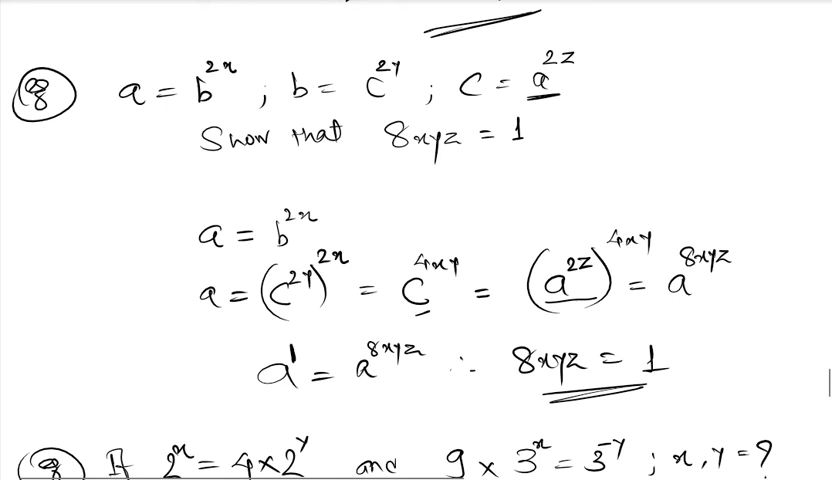 Q a = b^2x ; b = c^2y ; c = a^2z
Show that 8xyz = 1
a = b^2x
a = (c^2y)^2x = c^4xy = (a^2z)^4xy = a^8xyz
a^1 = a^8xyz ∴ 8xyz = 1
Q If 2^x = 4×2^y and 9 × 3^x = 3^-y ; x, y = ?